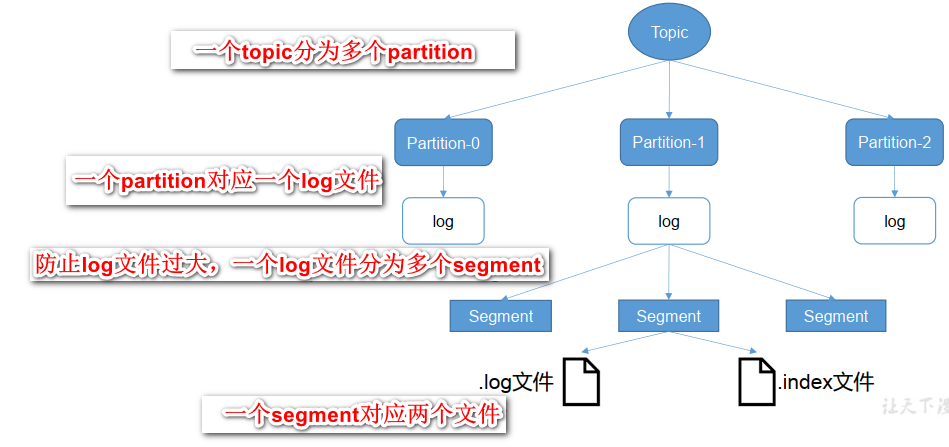 Topic
一个topic分为多个partition
Partition-0
Partition-1
Partition-2
一个partition对应一个log文件
log
log
log
防止log文件过大，一个log文件分为多个segment
Segment
Segment
Segment
.log文件
.index文件
一个segment对应两个文件
让天下